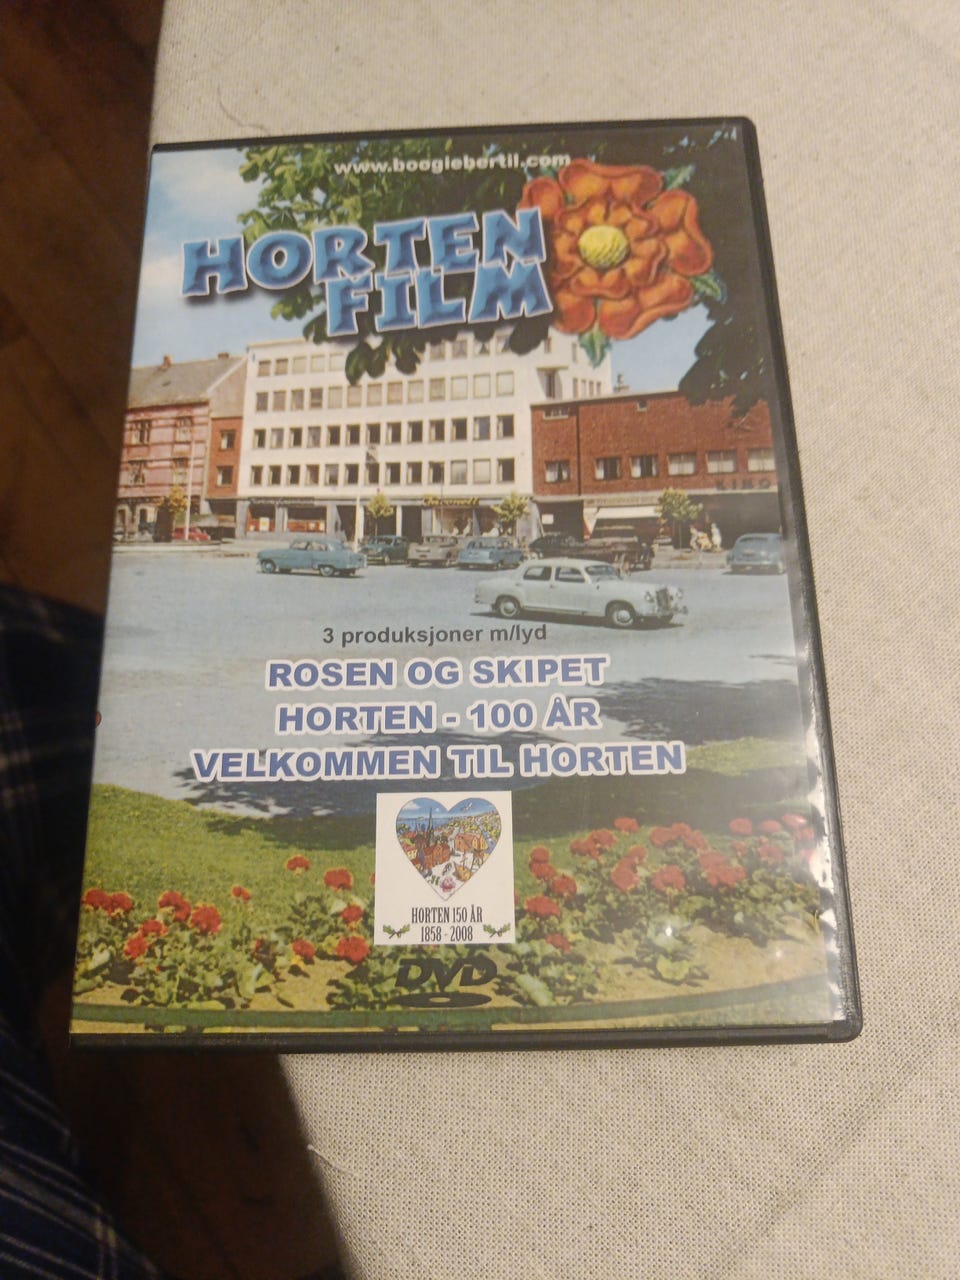 www.boogiebertil.com
HORTEN
FILM
KINO
3 produksjoner m/lyd
ROSEN OG SKIPET
HORTEN - 100 ÅR
VELKOMMEN TIL HORTEN
HORTEN 150 ÅR
1858 - 2008
DVD